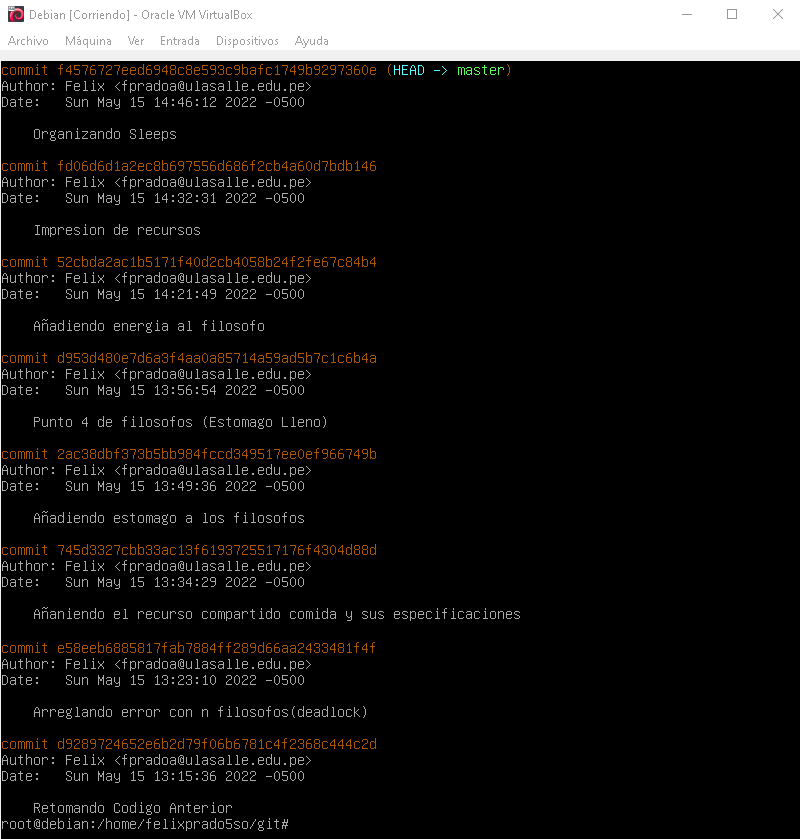 Debian [Corriendo] - Oracle VM VirtualBox
Archivo Máquina Ver Entrada Dispositivos Ayuda
commit f4576727eed6948c8e593c9bafc1749b9297360e (HEAD -> master)
Author: Felix <fpradoa@ulasalle.edu.pe>
Date:   Sun May 15 14:46:12 2022 -0500
    Organizando Sleeps
commit fd06d6d1a2ec8b697556d686f2cb4a60d7bdb146
Author: Felix <fpradoa@ulasalle.edu.pe>
Date:   Sun May 15 14:32:31 2022 -0500
    Impresion de recursos
commit 52cbda2ac1b5171f40d2cb4058b24f2fe67c84b4
Author: Felix <fpradoa@ulasalle.edu.pe>
Date:   Sun May 15 14:21:49 2022 -0500
    Añadiendo energia al filosofo
commit d953d480e7d6a3f4aa0a85714a59ad5b7c1c6b4a
Author: Felix <fpradoa@ulasalle.edu.pe>
Date:   Sun May 15 13:56:54 2022 -0500
    Punto 4 de filosofos (Estomago Lleno)
commit 2ac38dbf373b5bb984fccd349517ee0ef966749b
Author: Felix <fpradoa@ulasalle.edu.pe>
Date:   Sun May 15 13:49:36 2022 -0500
    Añadiendo estomago a los filosofos
commit 745d3327cbb33ac13f6193725517176f4304d88d
Author: Felix <fpradoa@ulasalle.edu.pe>
Date:   Sun May 15 13:34:29 2022 -0500
    Añaniendo el recurso compartido comida y sus especificaciones
commit e58eeb6885817fab7884ff289d66aa2433481f4f
Author: Felix <fpradoa@ulasalle.edu.pe>
Date:   Sun May 15 13:23:10 2022 -0500
    Arreglando error con n filosofos(deadlock)
commit d9289724652e6b2d79f06b6781c4f2368c444c2d
Author: Felix <fpradoa@ulasalle.edu.pe>
Date:   Sun May 15 13:15:36 2022 -0500
    Retomando Codigo Anterior
root@debian:/home/felixprado5so/git#